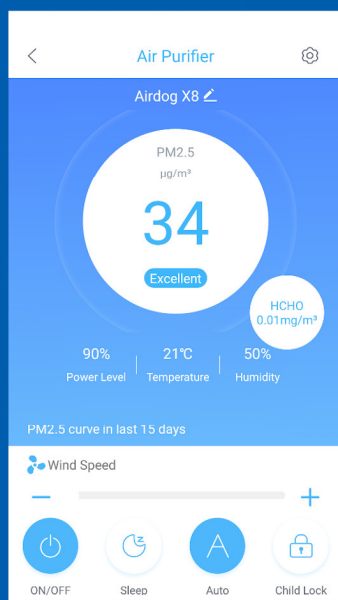 Air Purifier
Airdog X8
PM2.5
μg/m³
34
Excellent
HCHO
0.01mg/m³
90% 21℃ 50%
Power Level Temperature Humidity
PM2.5 curve in last 15 days
Wind Speed
z
A
ON/OFF Sleep Auto Child Lock